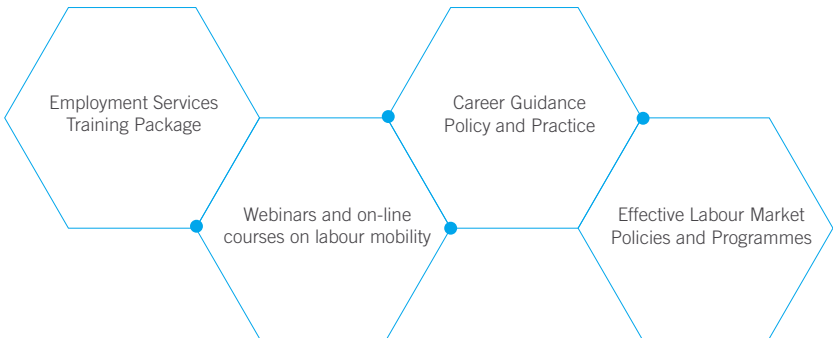 Employment Services
Training Package
Career Guidance
Policy and Practice
Webinars and on-line
courses on labour mobility
Effective Labour Market
Policies and Programmes